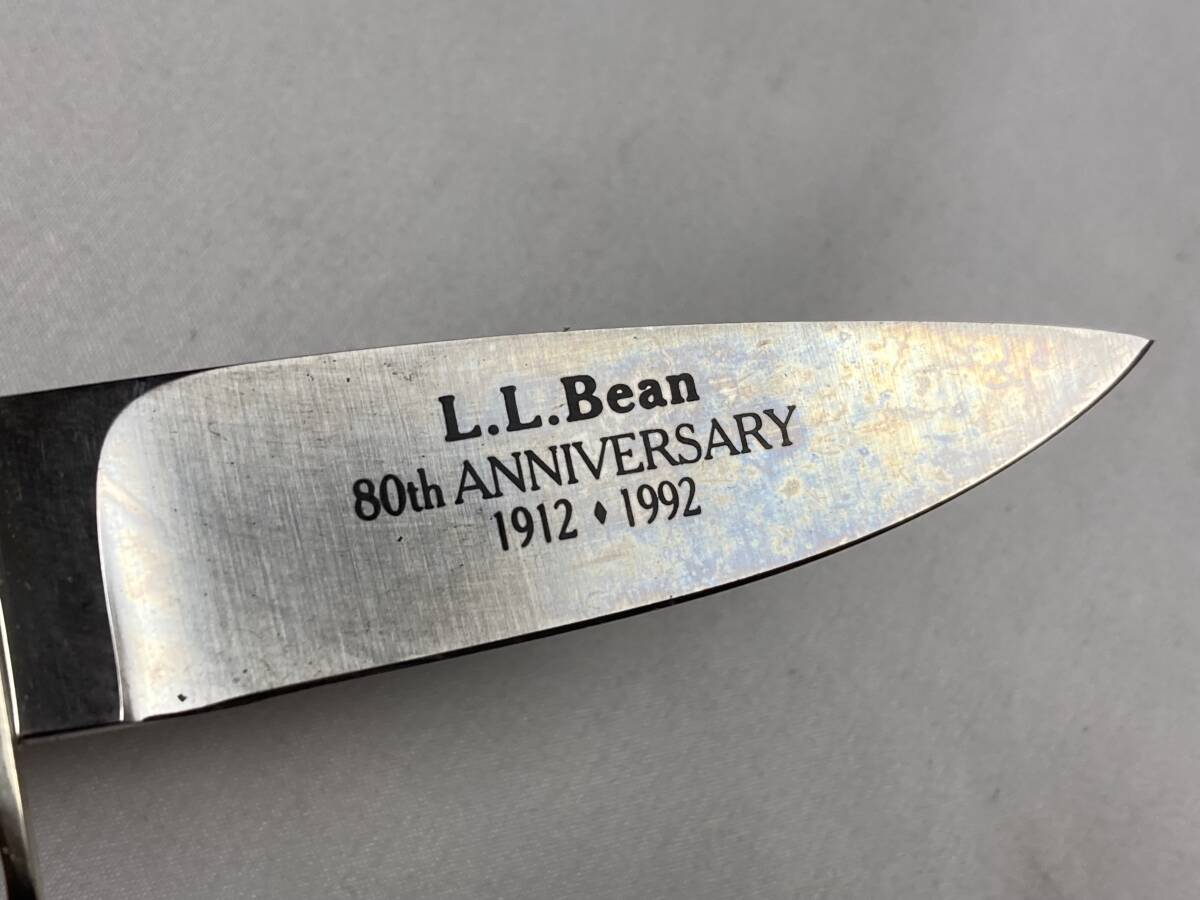 L.L.Bean
80th ANNIVERSARY
1912 ♦ 1992